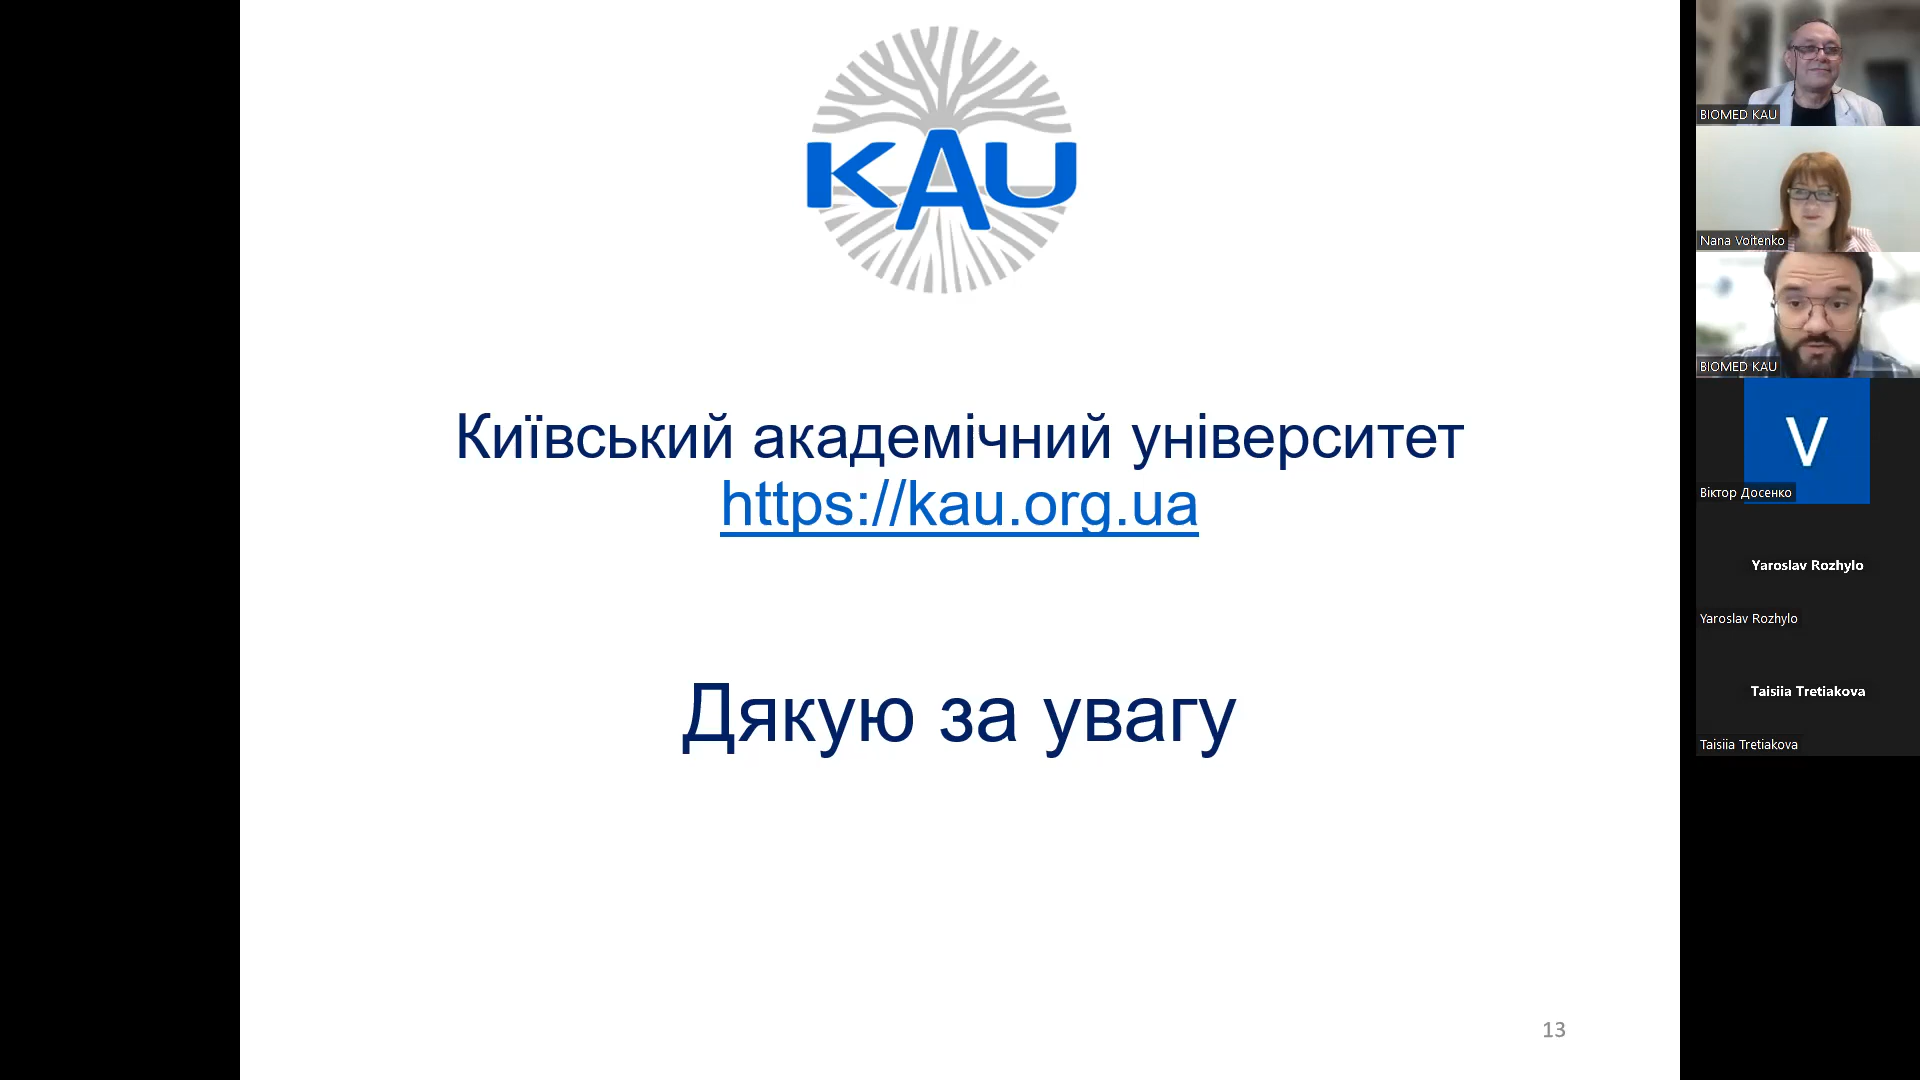 KAU
Київський академічний університет
https://kau.org.ua
Дякую за увагу
13
BIOMED KAU
Nana Voitenko
BIOMED KAU
V
Віктор Досенко
Yaroslav Rozhylo
Yaroslav Rozhylo
Taisiia Tretiakova
Taisiia Tretiakova